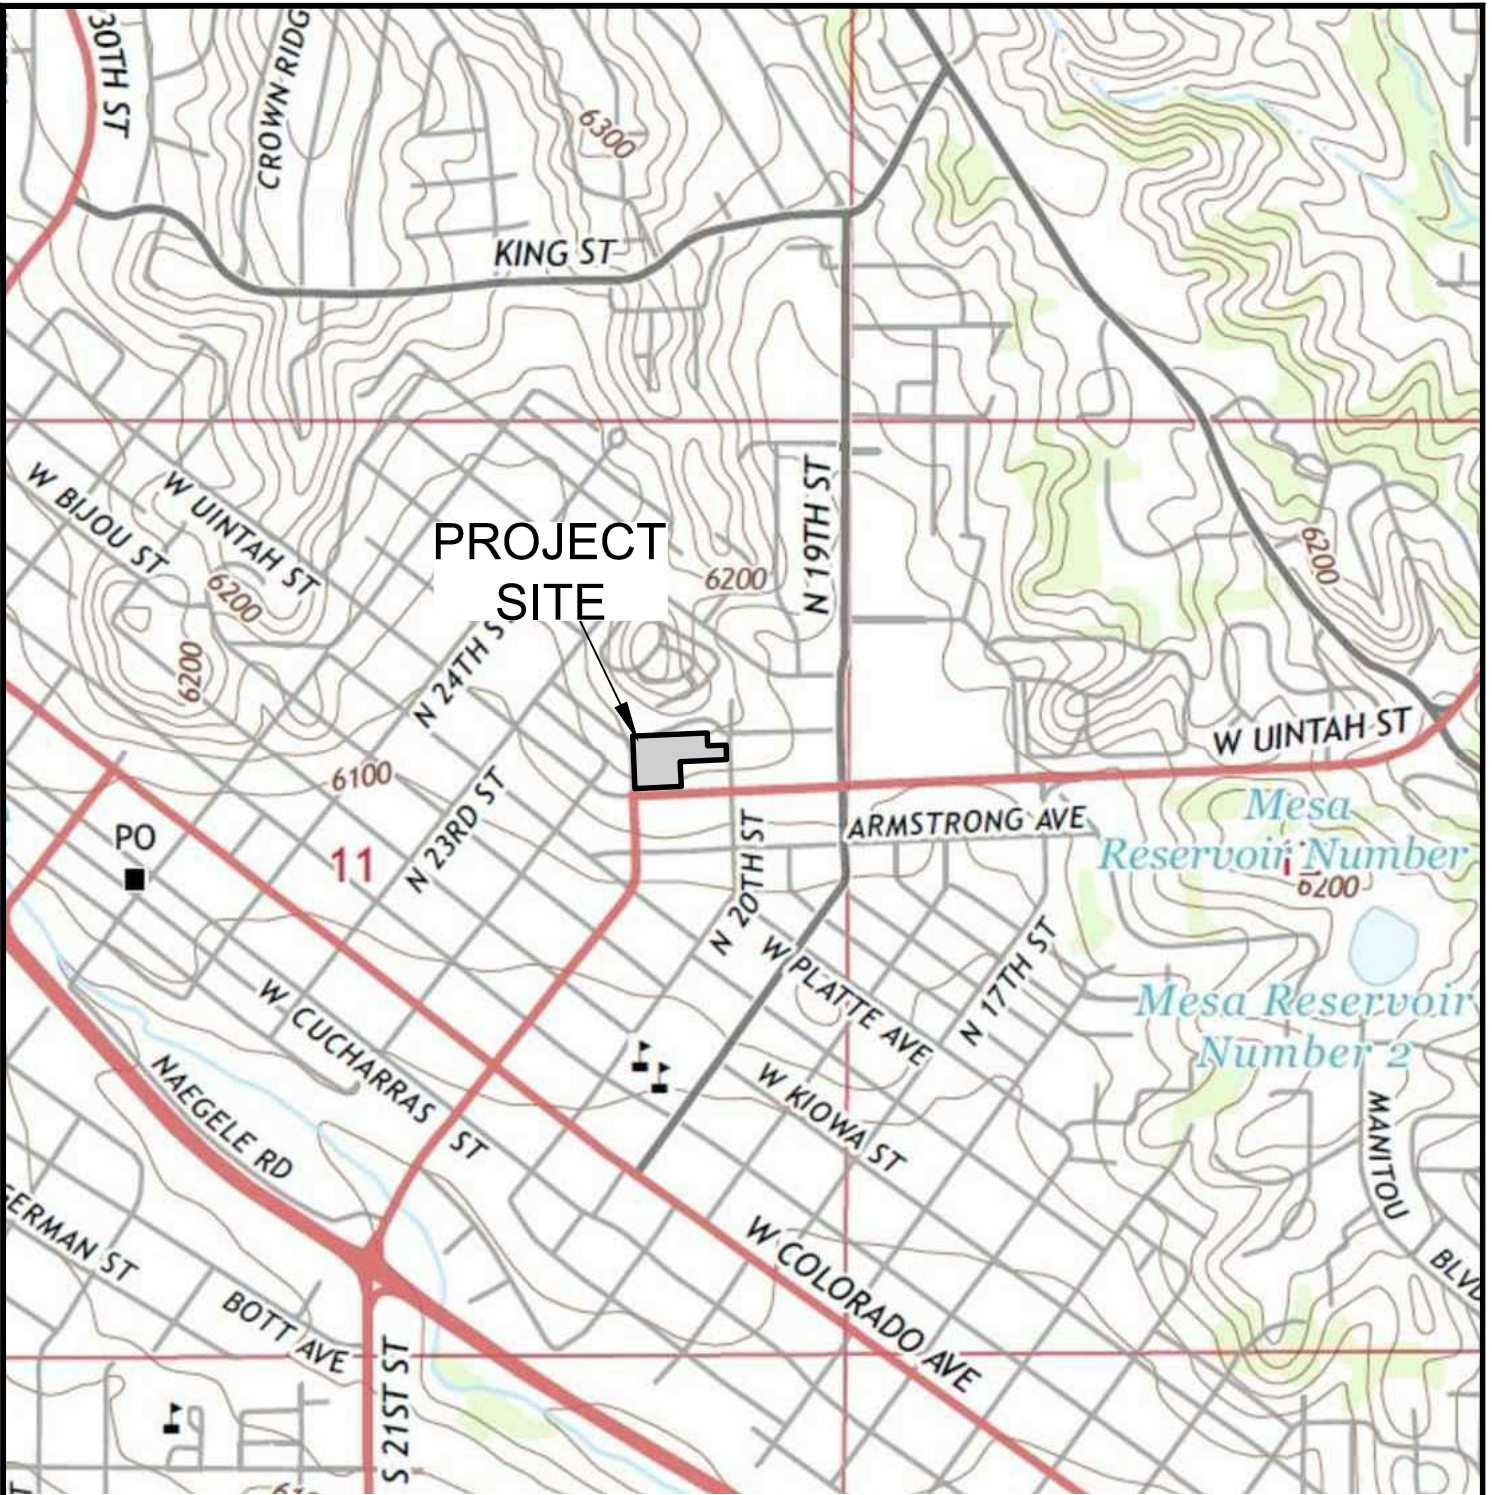 30TH ST
CROWN RIDG
6300
KING ST
W BIJOU ST
W UINTAH ST
N 19TH ST
6200
PROJECT
SITE
6200
6200
6200
N 24TH S
W UINTAH ST
6100
N 23RD ST
PO
11
N 20TH ST
ARMSTRONG AVE
Mesa
Reservoir Number
6200
W PLATTE AVE
N 17TH ST
W CUCHARRAS ST
Mesa Reservoir
Number 2
NAEGELE RD
W KIOWA ST
MANITOU
BLVD
GERMAN ST
W COLORADO AVE
BOTT AVE
S 21ST ST